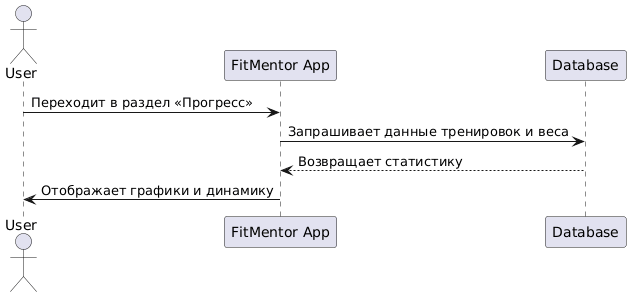 User
FitMentor App
Database
Переходит в раздел «Прогресс»
Запрашивает данные тренировок и веса
Возвращает статистику
Отображает графики и динамику
User
FitMentor App
Database